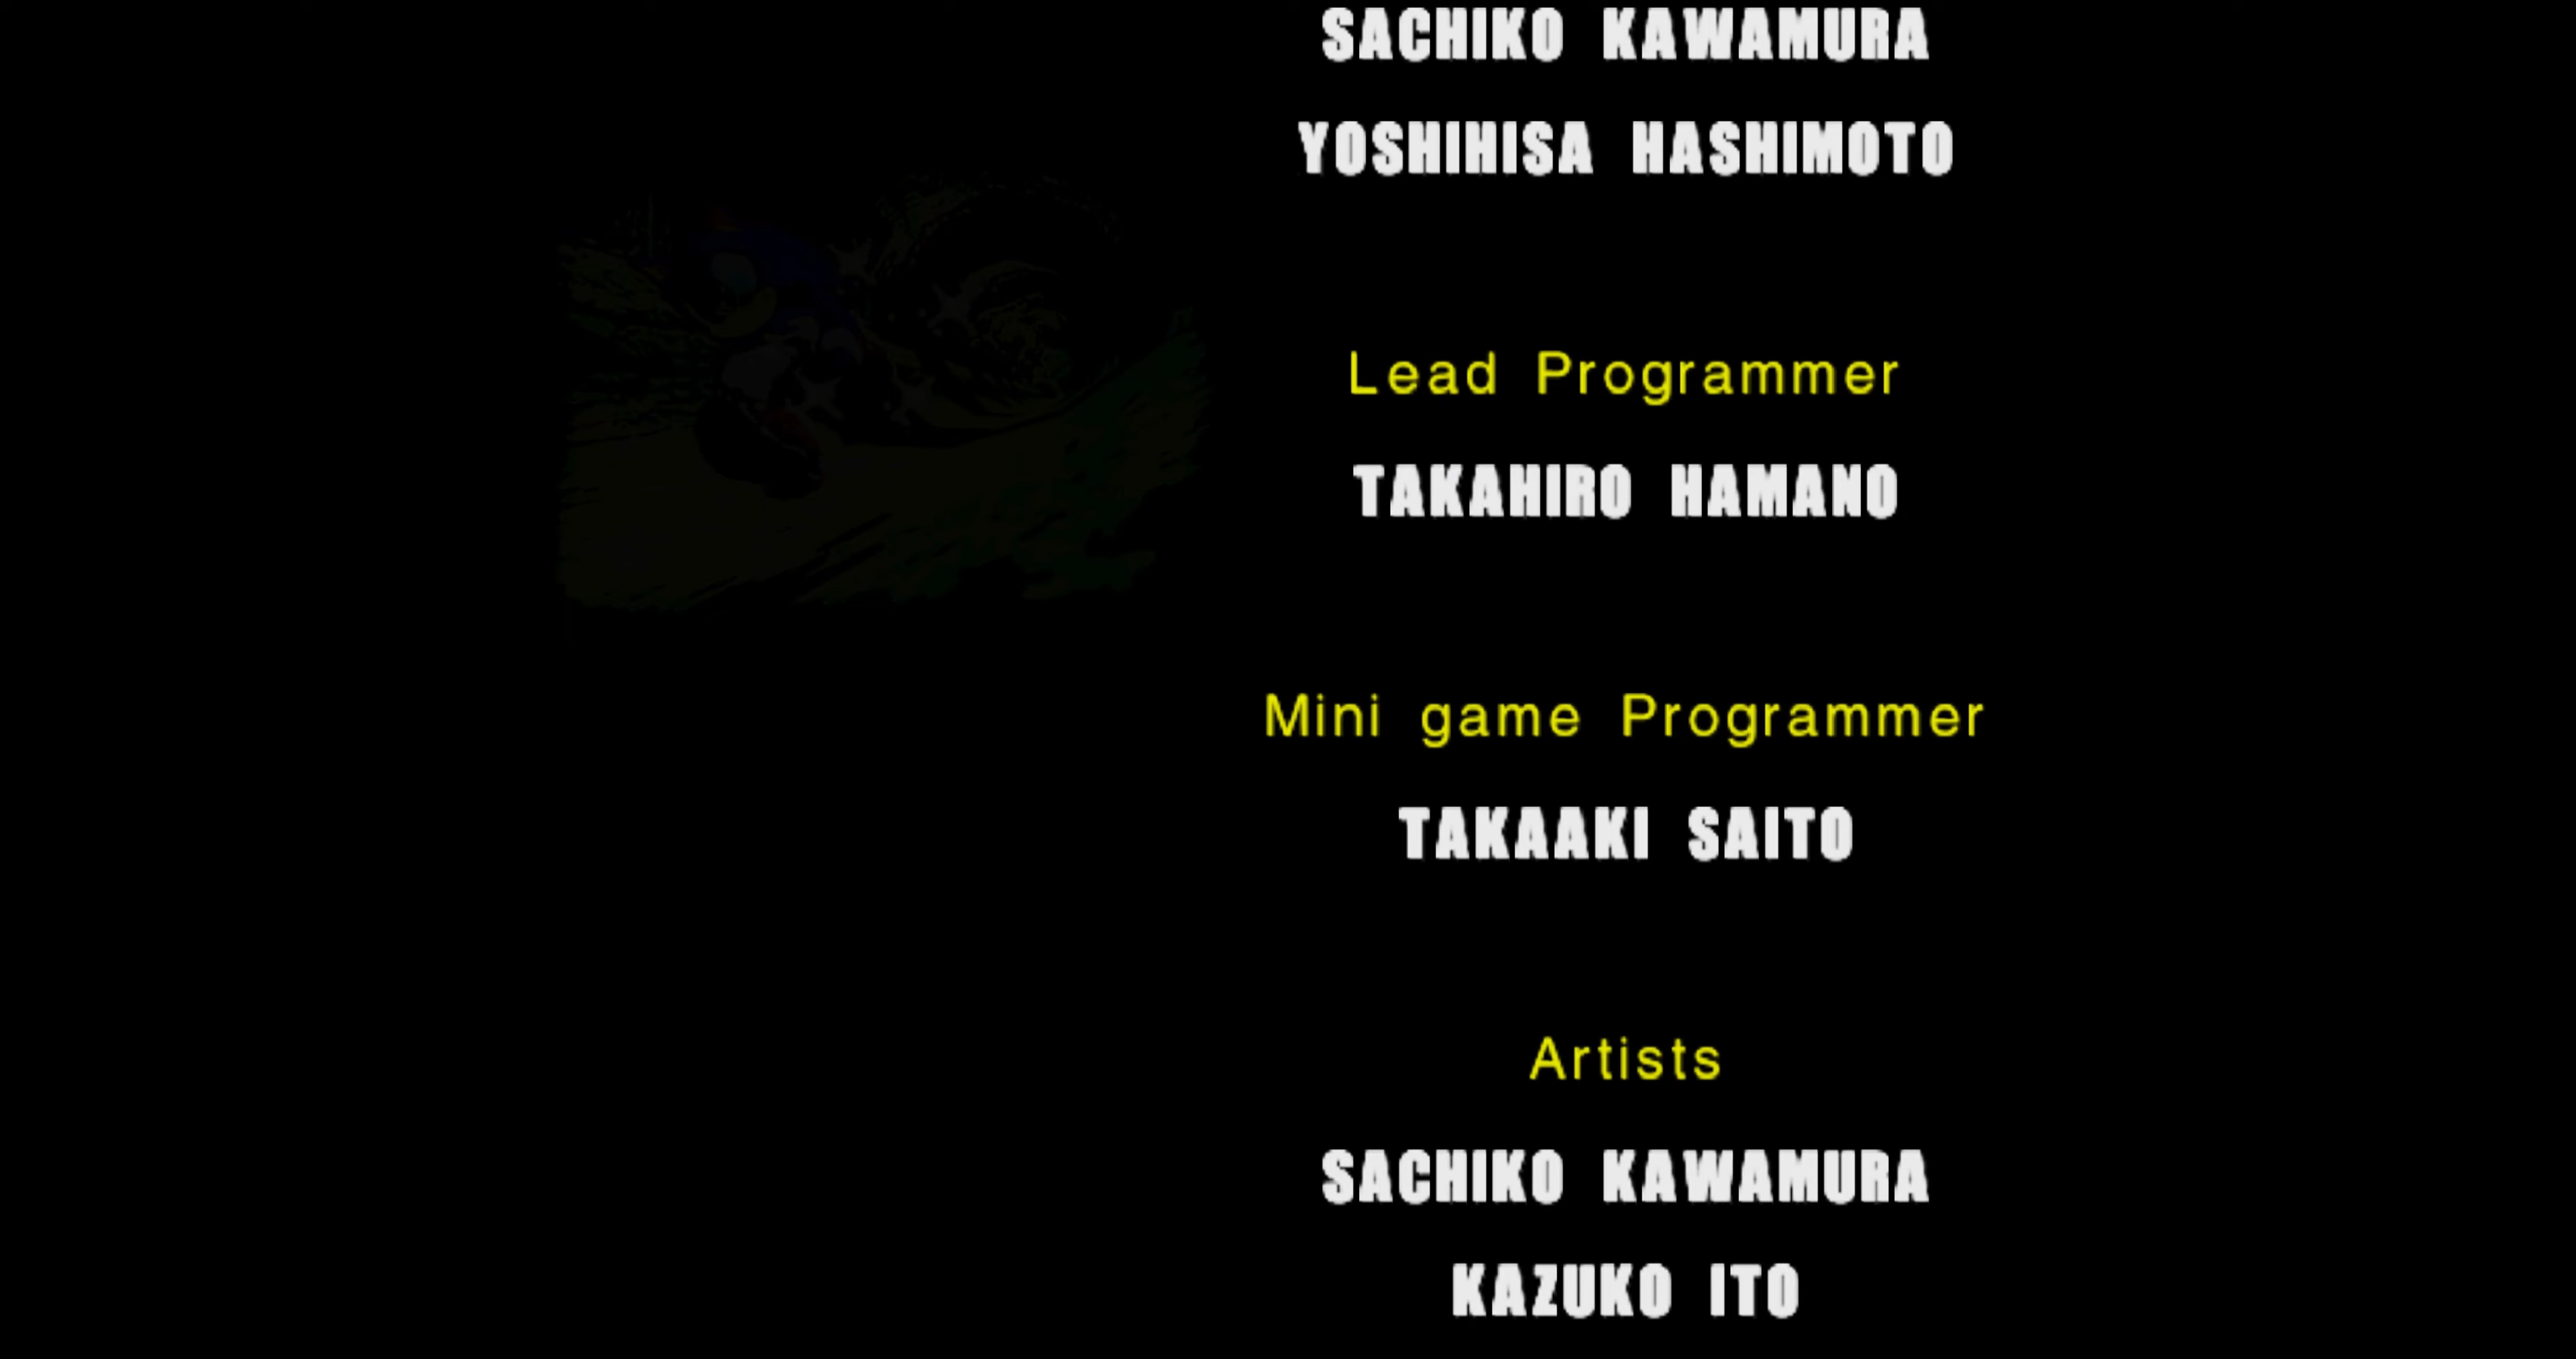 SACHIKO KAWAMURA
YOSHIHISA HASHIMOTO
Lead Programmer
TAKAHIRO HAMANO
Mini game Programmer
TAKAAKI SAITO
Artists
SACHIKO KAWAMURA
KAZUKO ITO